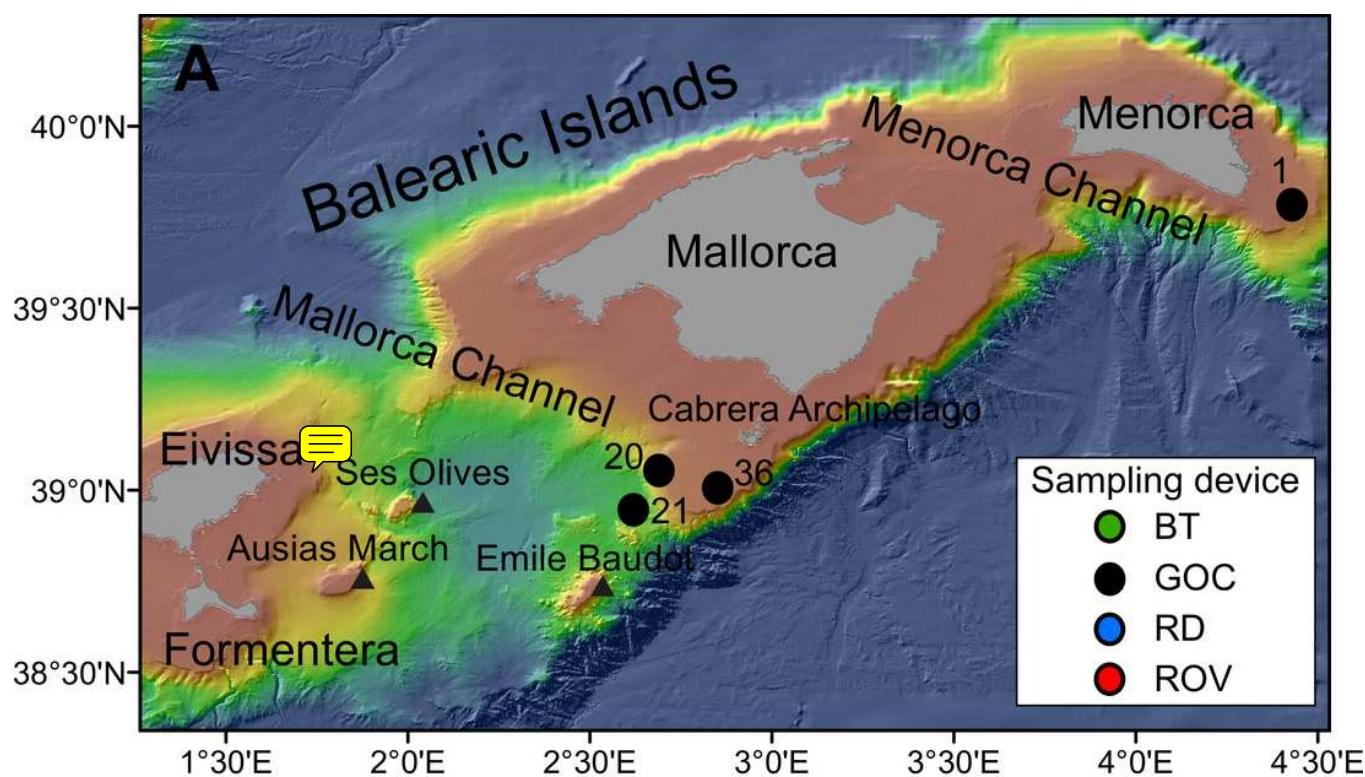 A
Balearic Islands
Menorca
Menorca Channel
1
Mallorca
Mallorca Channel
Cabrera Archipelago
Eivissa
Ses Olives
20
36
21
Ausias March
Emile Baudot
Formentera
Sampling device
BT
GOC
RD
ROV
40°0'N
39°30'N
39°0'N
38°30'N
1°30'E
2°0'E
2°30'E
3°0'E
3°30'E
4°0'E
4°30'E